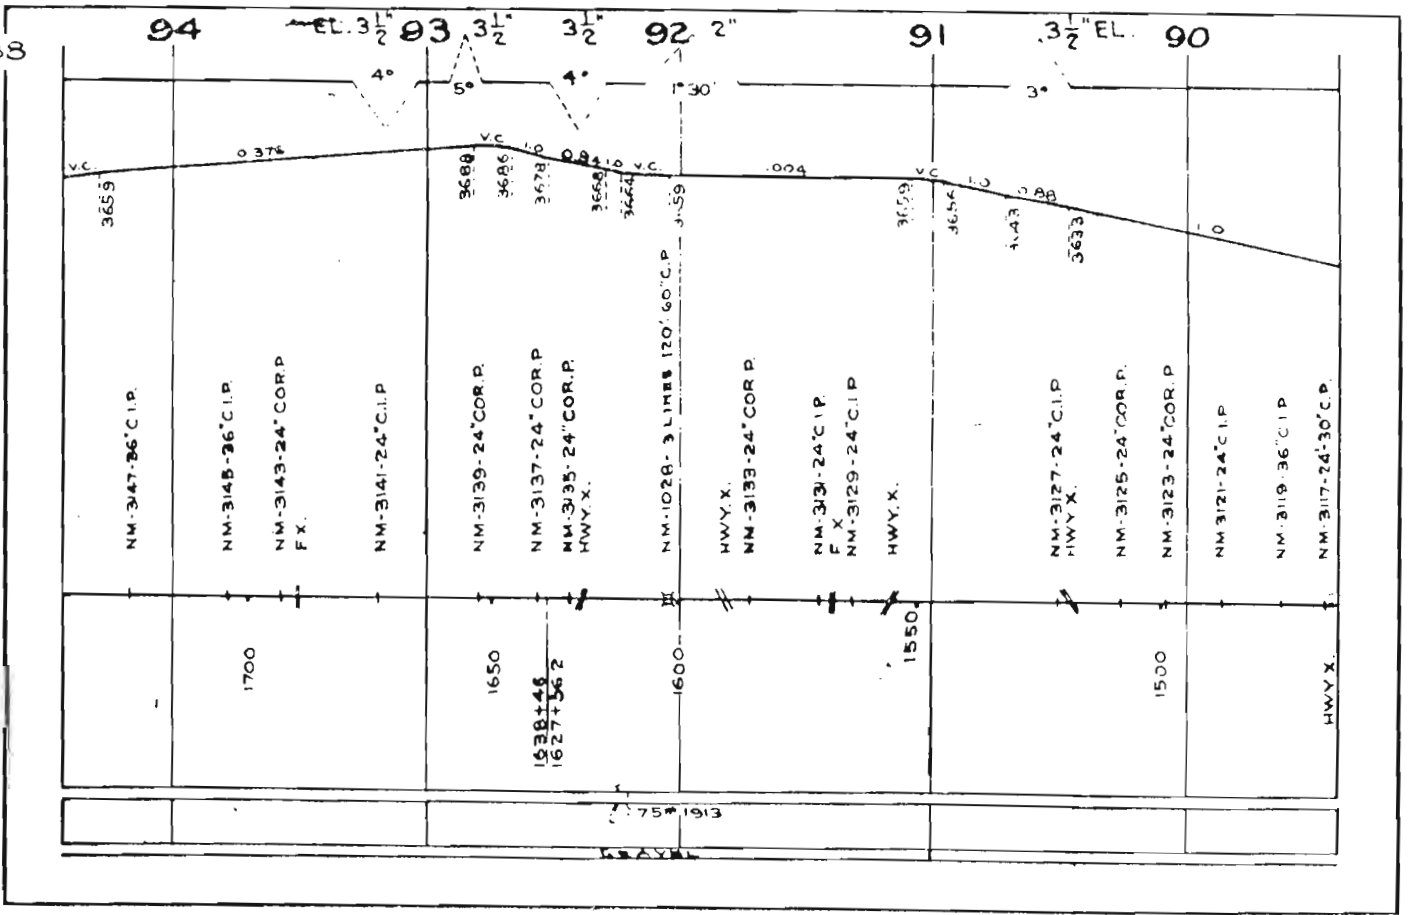 94 EL. 3½" 93 3½" 3½" 92 2" 91 3½" EL. 90
4° 5° 4° 1°30' 3°
V.C. 0.376 V.C. 1.0 1.0 V.C. .004 V.C. 1.0 0.88
3659 3688 3686 3678 3668 3664 3659 3659 3656 3633
NM-3147-36"C.I.P.
NM-3145-36"C.I.P.
NM-3143-24"COR.P
F X.
NM-3141-24"C.I.P
NM-3139-24"COR.P.
NM-3137-24"COR.P
NM-3135-24"COR.P.
HWY.X.
NM-1028-3 LINES 120'-60"C.P
HWY.X.
NM-3133-24"COR.P.
NM-3131-24"C I P.
F X
NM-3129-24"C.I.P
HWY.X.
NM-3127-24"C.I.P
HWY X.
NM-3125-24"COR.P.
NM-3123-24"COR.P
NM-3121-24"C.I.P
NM-3119-36"C I P
NM-3117-24'-30"C.P.
1700
1650
1638+46
1627+56.2
1600
1550
1500
HWY X.
75# 1913
GRAVEL